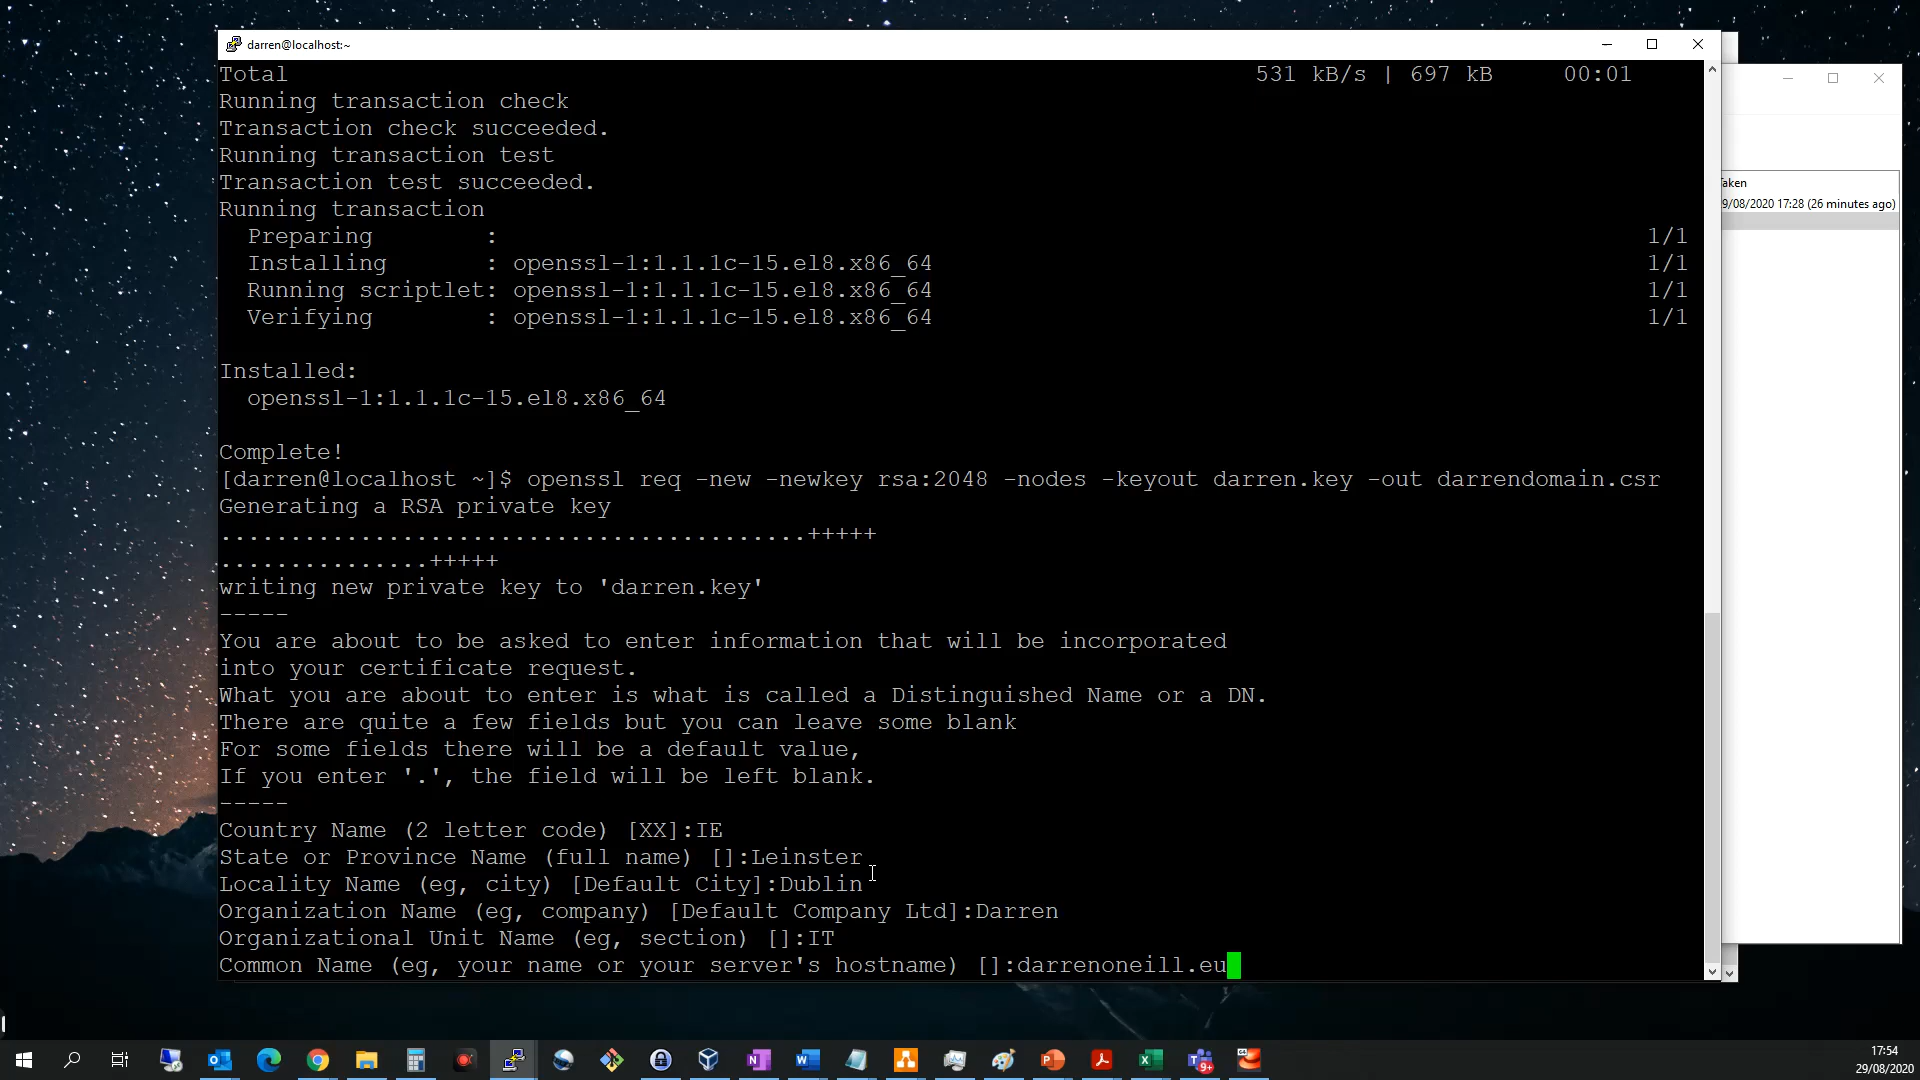 darren@localhost:~
Total 531 kB/s | 697 kB 00:01
Running transaction check
Transaction check succeeded.
Running transaction test
Transaction test succeeded.
Running transaction
Preparing : 1/1
Installing : openssl-1:1.1.1c-15.el8.x86_64 1/1
Running scriptlet: openssl-1:1.1.1c-15.el8.x86_64 1/1
Verifying : openssl-1:1.1.1c-15.el8.x86_64 1/1
Installed:
openssl-1:1.1.1c-15.el8.x86_64
Complete!
[darren@localhost ~]$ openssl req -new -newkey rsa:2048 -nodes -keyout darren.key -out darrendomain.csr
Generating a RSA private key
..........................................+++++
...............+++++
writing new private key to 'darren.key'
-----
You are about to be asked to enter information that will be incorporated
into your certificate request.
What you are about to enter is what is called a Distinguished Name or a DN.
There are quite a few fields but you can leave some blank
For some fields there will be a default value,
If you enter '.', the field will be left blank.
-----
Country Name (2 letter code) [XX]:IE
State or Province Name (full name) []:Leinster
Locality Name (eg, city) [Default City]:Dublin
Organization Name (eg, company) [Default Company Ltd]:Darren
Organizational Unit Name (eg, section) []:IT
Common Name (eg, your name or your server's hostname) []:darrenoneill.eu
Taken
9/08/2020 17:28 (26 minutes ago)
9+
17:54
29/08/2020